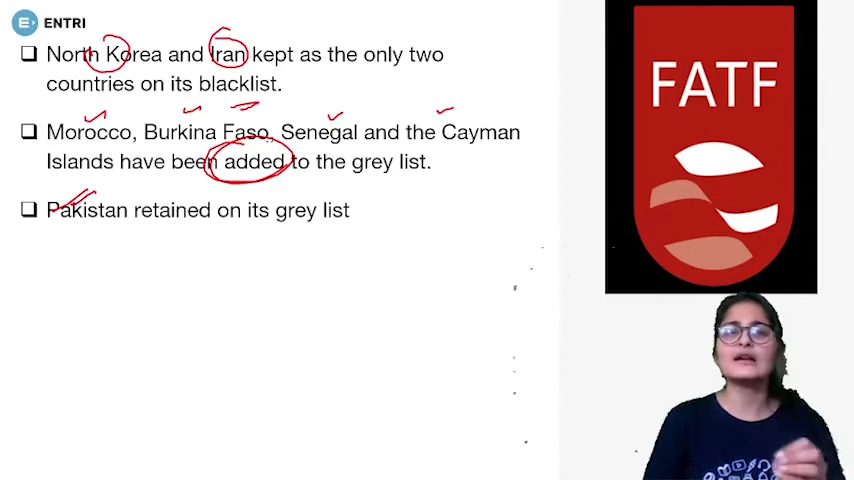 ENTRI
North Korea and Iran kept as the only two
countries on its blacklist.
Morocco, Burkina Faso, Senegal and the Cayman
Islands have been added to the grey list.
Pakistan retained on its grey list
FATF